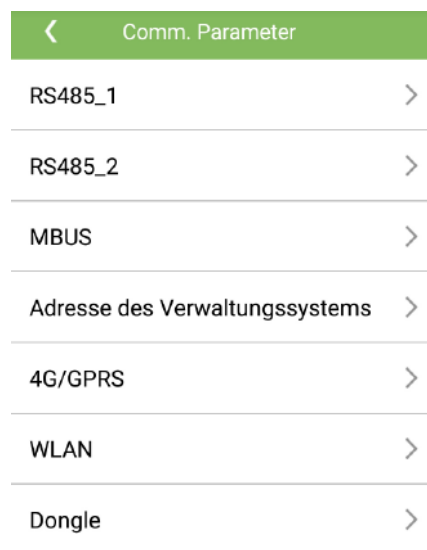 Comm. Parameter
RS485_1
RS485_2
MBUS
Adresse des Verwaltungssystems
4G/GPRS
WLAN
Dongle